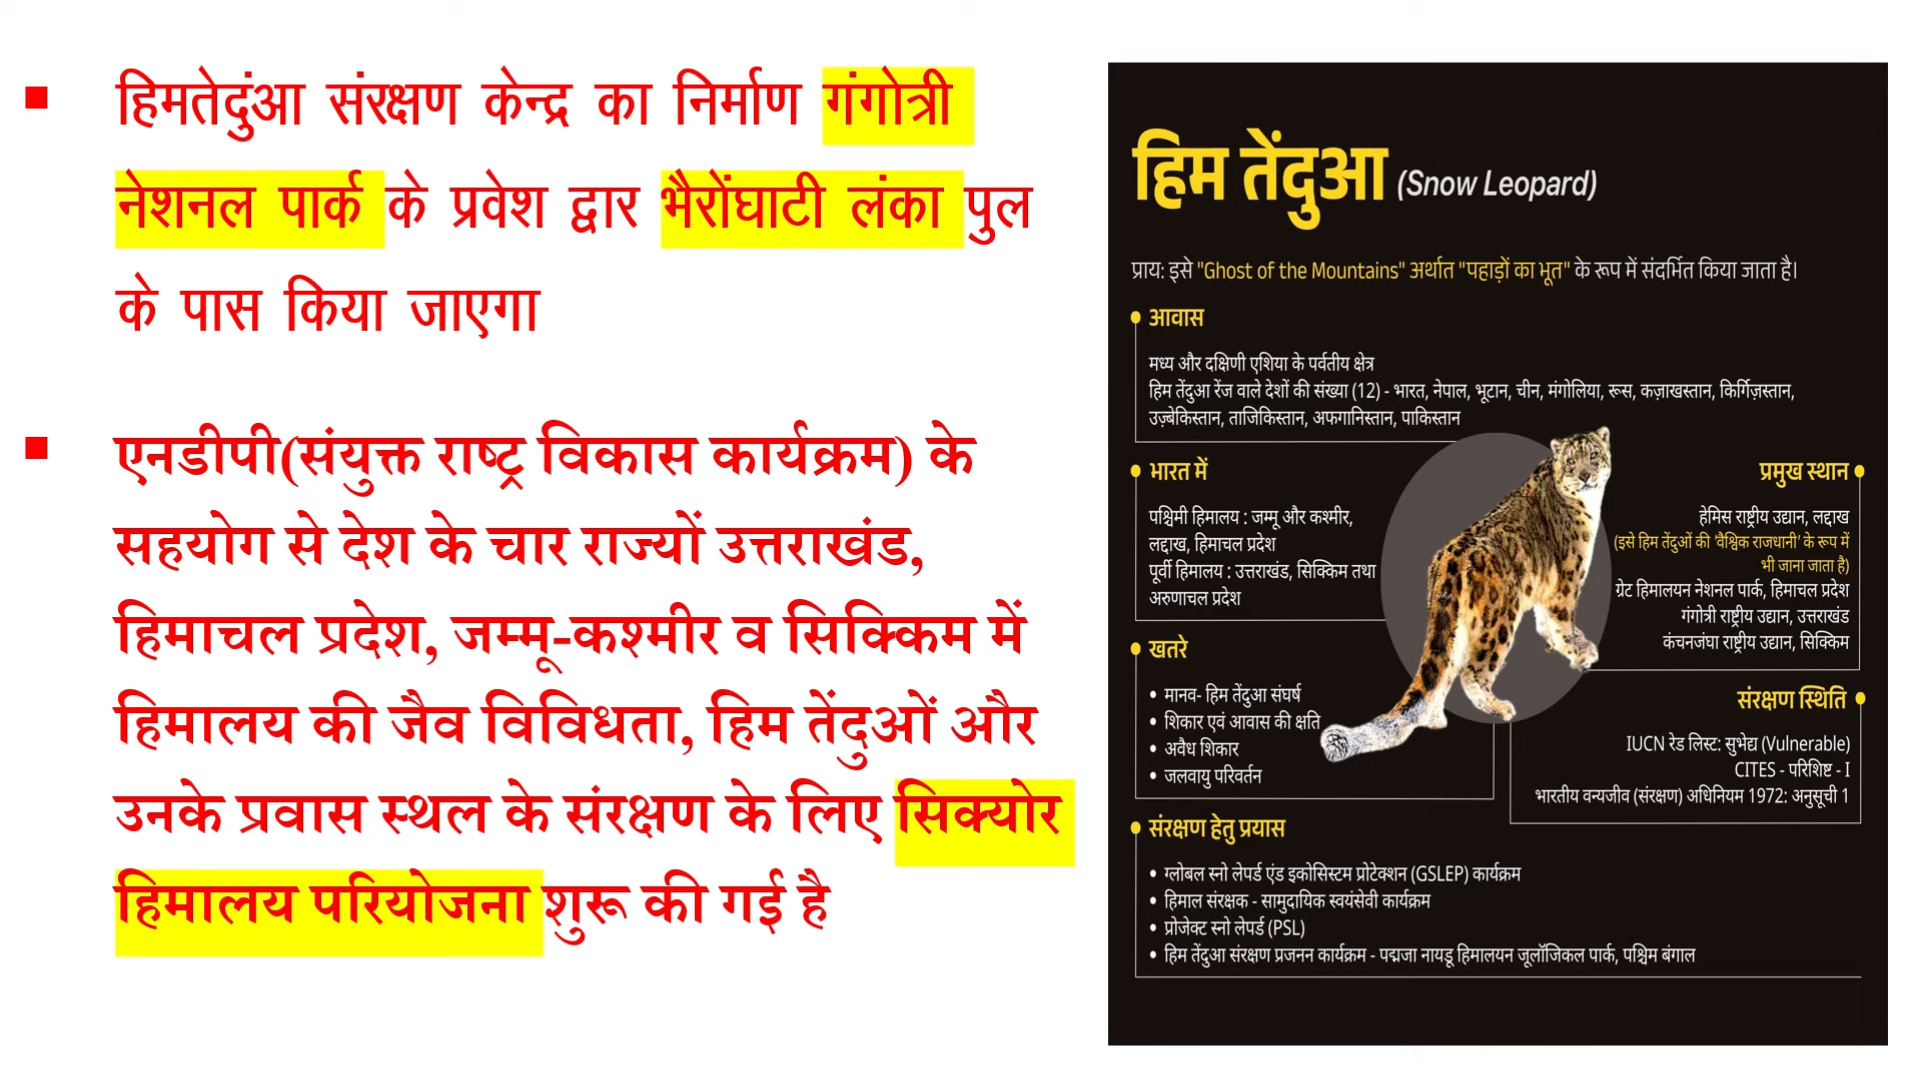 ▪ हिमतेदुंआ संरक्षण केन्द्र का निर्माण गंगोत्री
नेशनल पार्क के प्रवेश द्वार भैरोंघाटी लंका पुल
के पास किया जाएगा
▪ एनडीपी(संयुक्त राष्ट्र विकास कार्यक्रम) के
सहयोग से देश के चार राज्यों उत्तराखंड,
हिमाचल प्रदेश, जम्मू-कश्मीर व सिक्किम में
हिमालय की जैव विविधता, हिम तेंदुओं और
उनके प्रवास स्थल के संरक्षण के लिए सिक्योर
हिमालय परियोजना शुरू की गई है
हिम तेंदुआ (Snow Leopard)
प्राय: इसे "Ghost of the Mountains" अर्थात "पहाड़ों का भूत" के रूप में संदर्भित किया जाता है।
आवास
मध्य और दक्षिणी एशिया के पर्वतीय क्षेत्र
हिम तेंदुआ रेंज वाले देशों की संख्या (12) - भारत, नेपाल, भूटान, चीन, मंगोलिया, रूस, कज़ाखस्तान, किर्गिज़स्तान,
उज़्बेकिस्तान, ताजिकिस्तान, अफगानिस्तान, पाकिस्तान
भारत में
पश्चिमी हिमालय : जम्मू और कश्मीर,
लद्दाख, हिमाचल प्रदेश
पूर्वी हिमालय : उत्तराखंड, सिक्किम तथा
अरुणाचल प्रदेश
प्रमुख स्थान
हेमिस राष्ट्रीय उद्यान, लद्दाख
(इसे हिम तेंदुओं की 'वैश्विक राजधानी' के रूप में
भी जाना जाता है)
ग्रेट हिमालयन नेशनल पार्क, हिमाचल प्रदेश
गंगोत्री राष्ट्रीय उद्यान, उत्तराखंड
कंचनजंघा राष्ट्रीय उद्यान, सिक्किम
खतरे
• मानव- हिम तेंदुआ संघर्ष
• शिकार एवं आवास की क्षति
• अवैध शिकार
• जलवायु परिवर्तन
संरक्षण स्थिति
IUCN रेड लिस्ट: सुभेद्य (Vulnerable)
CITES - परिशिष्ट - I
भारतीय वन्यजीव (संरक्षण) अधिनियम 1972: अनुसूची 1
संरक्षण हेतु प्रयास
• ग्लोबल स्नो लेपर्ड एंड इकोसिस्टम प्रोटेक्शन (GSLEP) कार्यक्रम
• हिमाल संरक्षक - सामुदायिक स्वयंसेवी कार्यक्रम
• प्रोजेक्ट स्नो लेपर्ड (PSL)
• हिम तेंदुआ संरक्षण प्रजनन कार्यक्रम - पद्मजा नायडू हिमालयन जूलॉजिकल पार्क, पश्चिम बंगाल